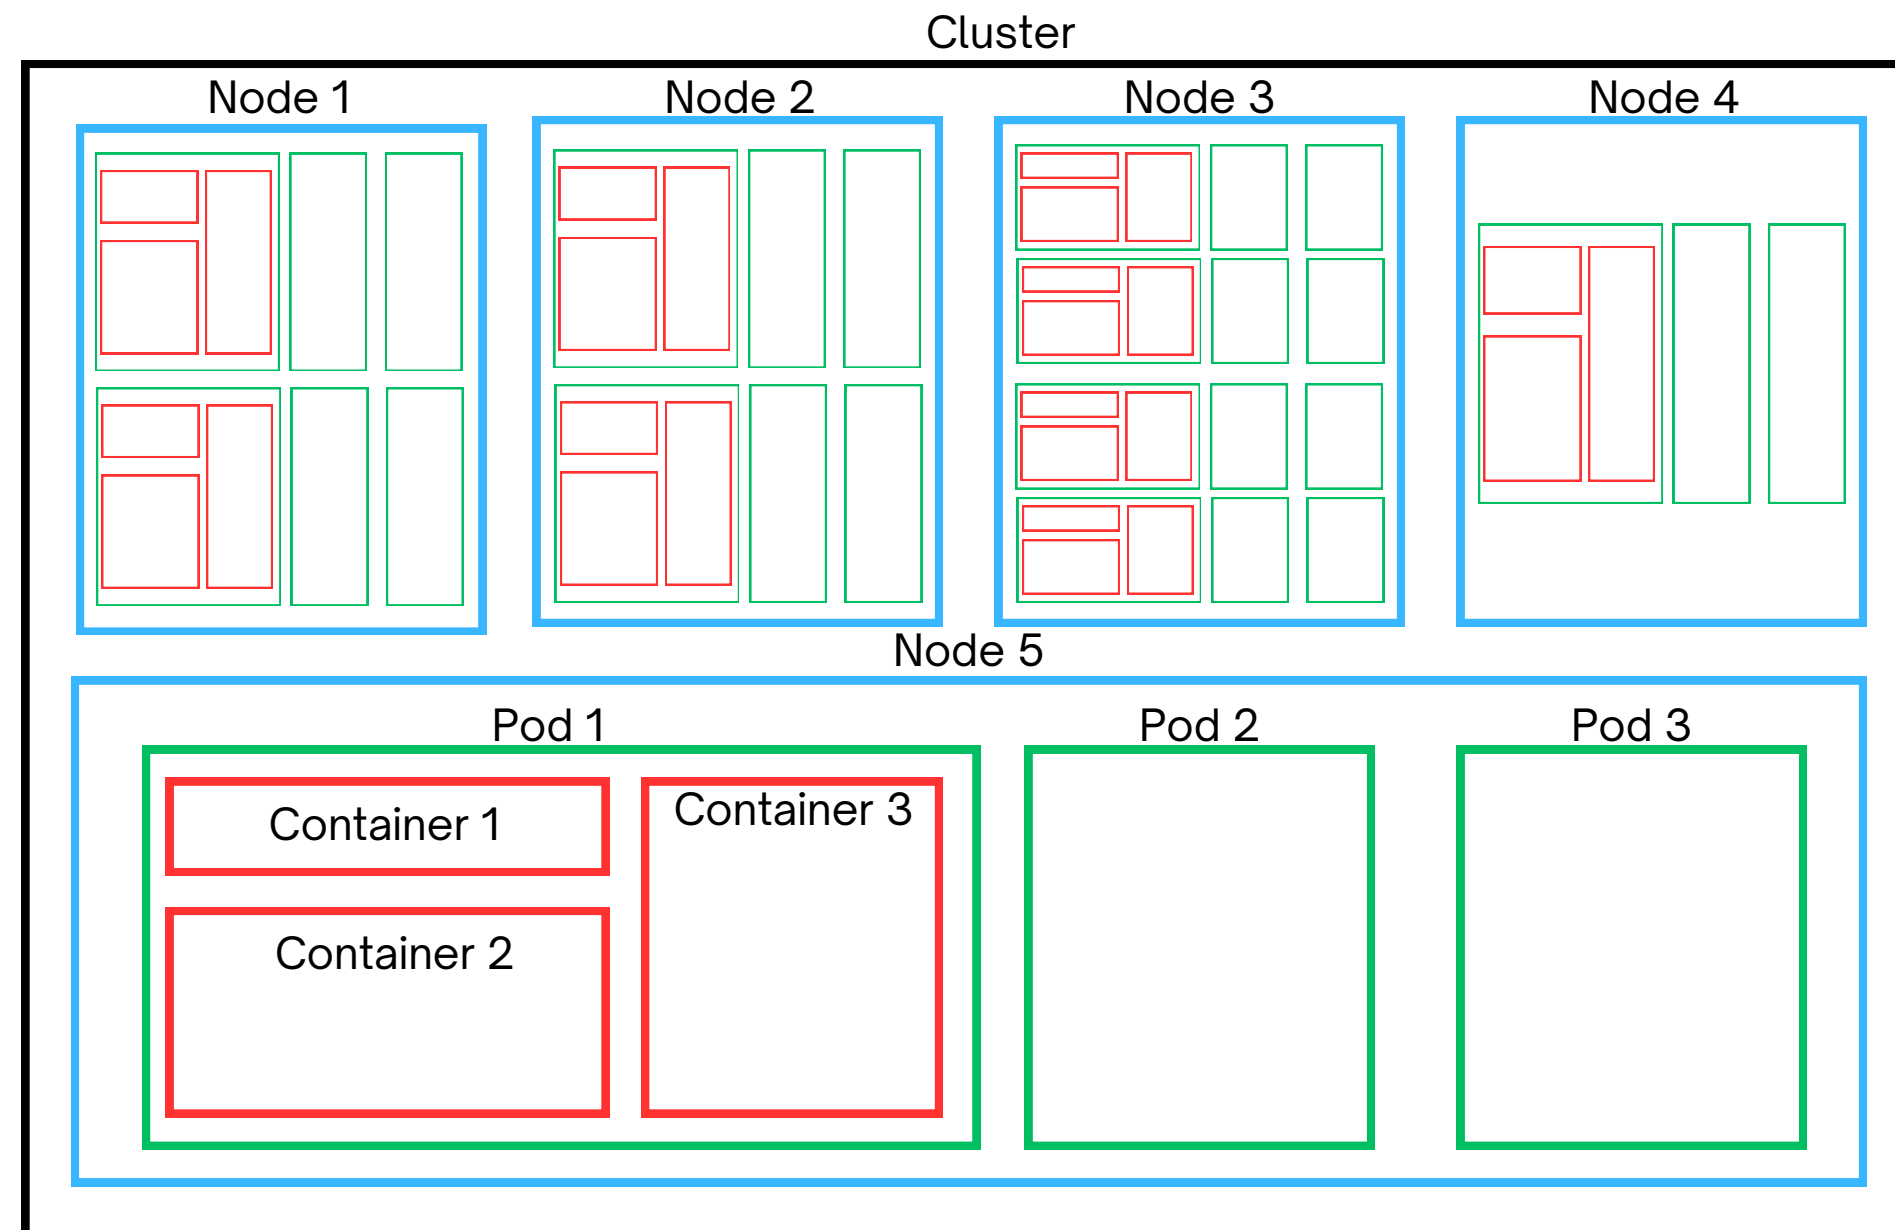 Cluster
Node 1
Node 2
Node 3
Node 4
Node 5
Pod 1
Pod 2
Pod 3
Container 1
Container 3
Container 2